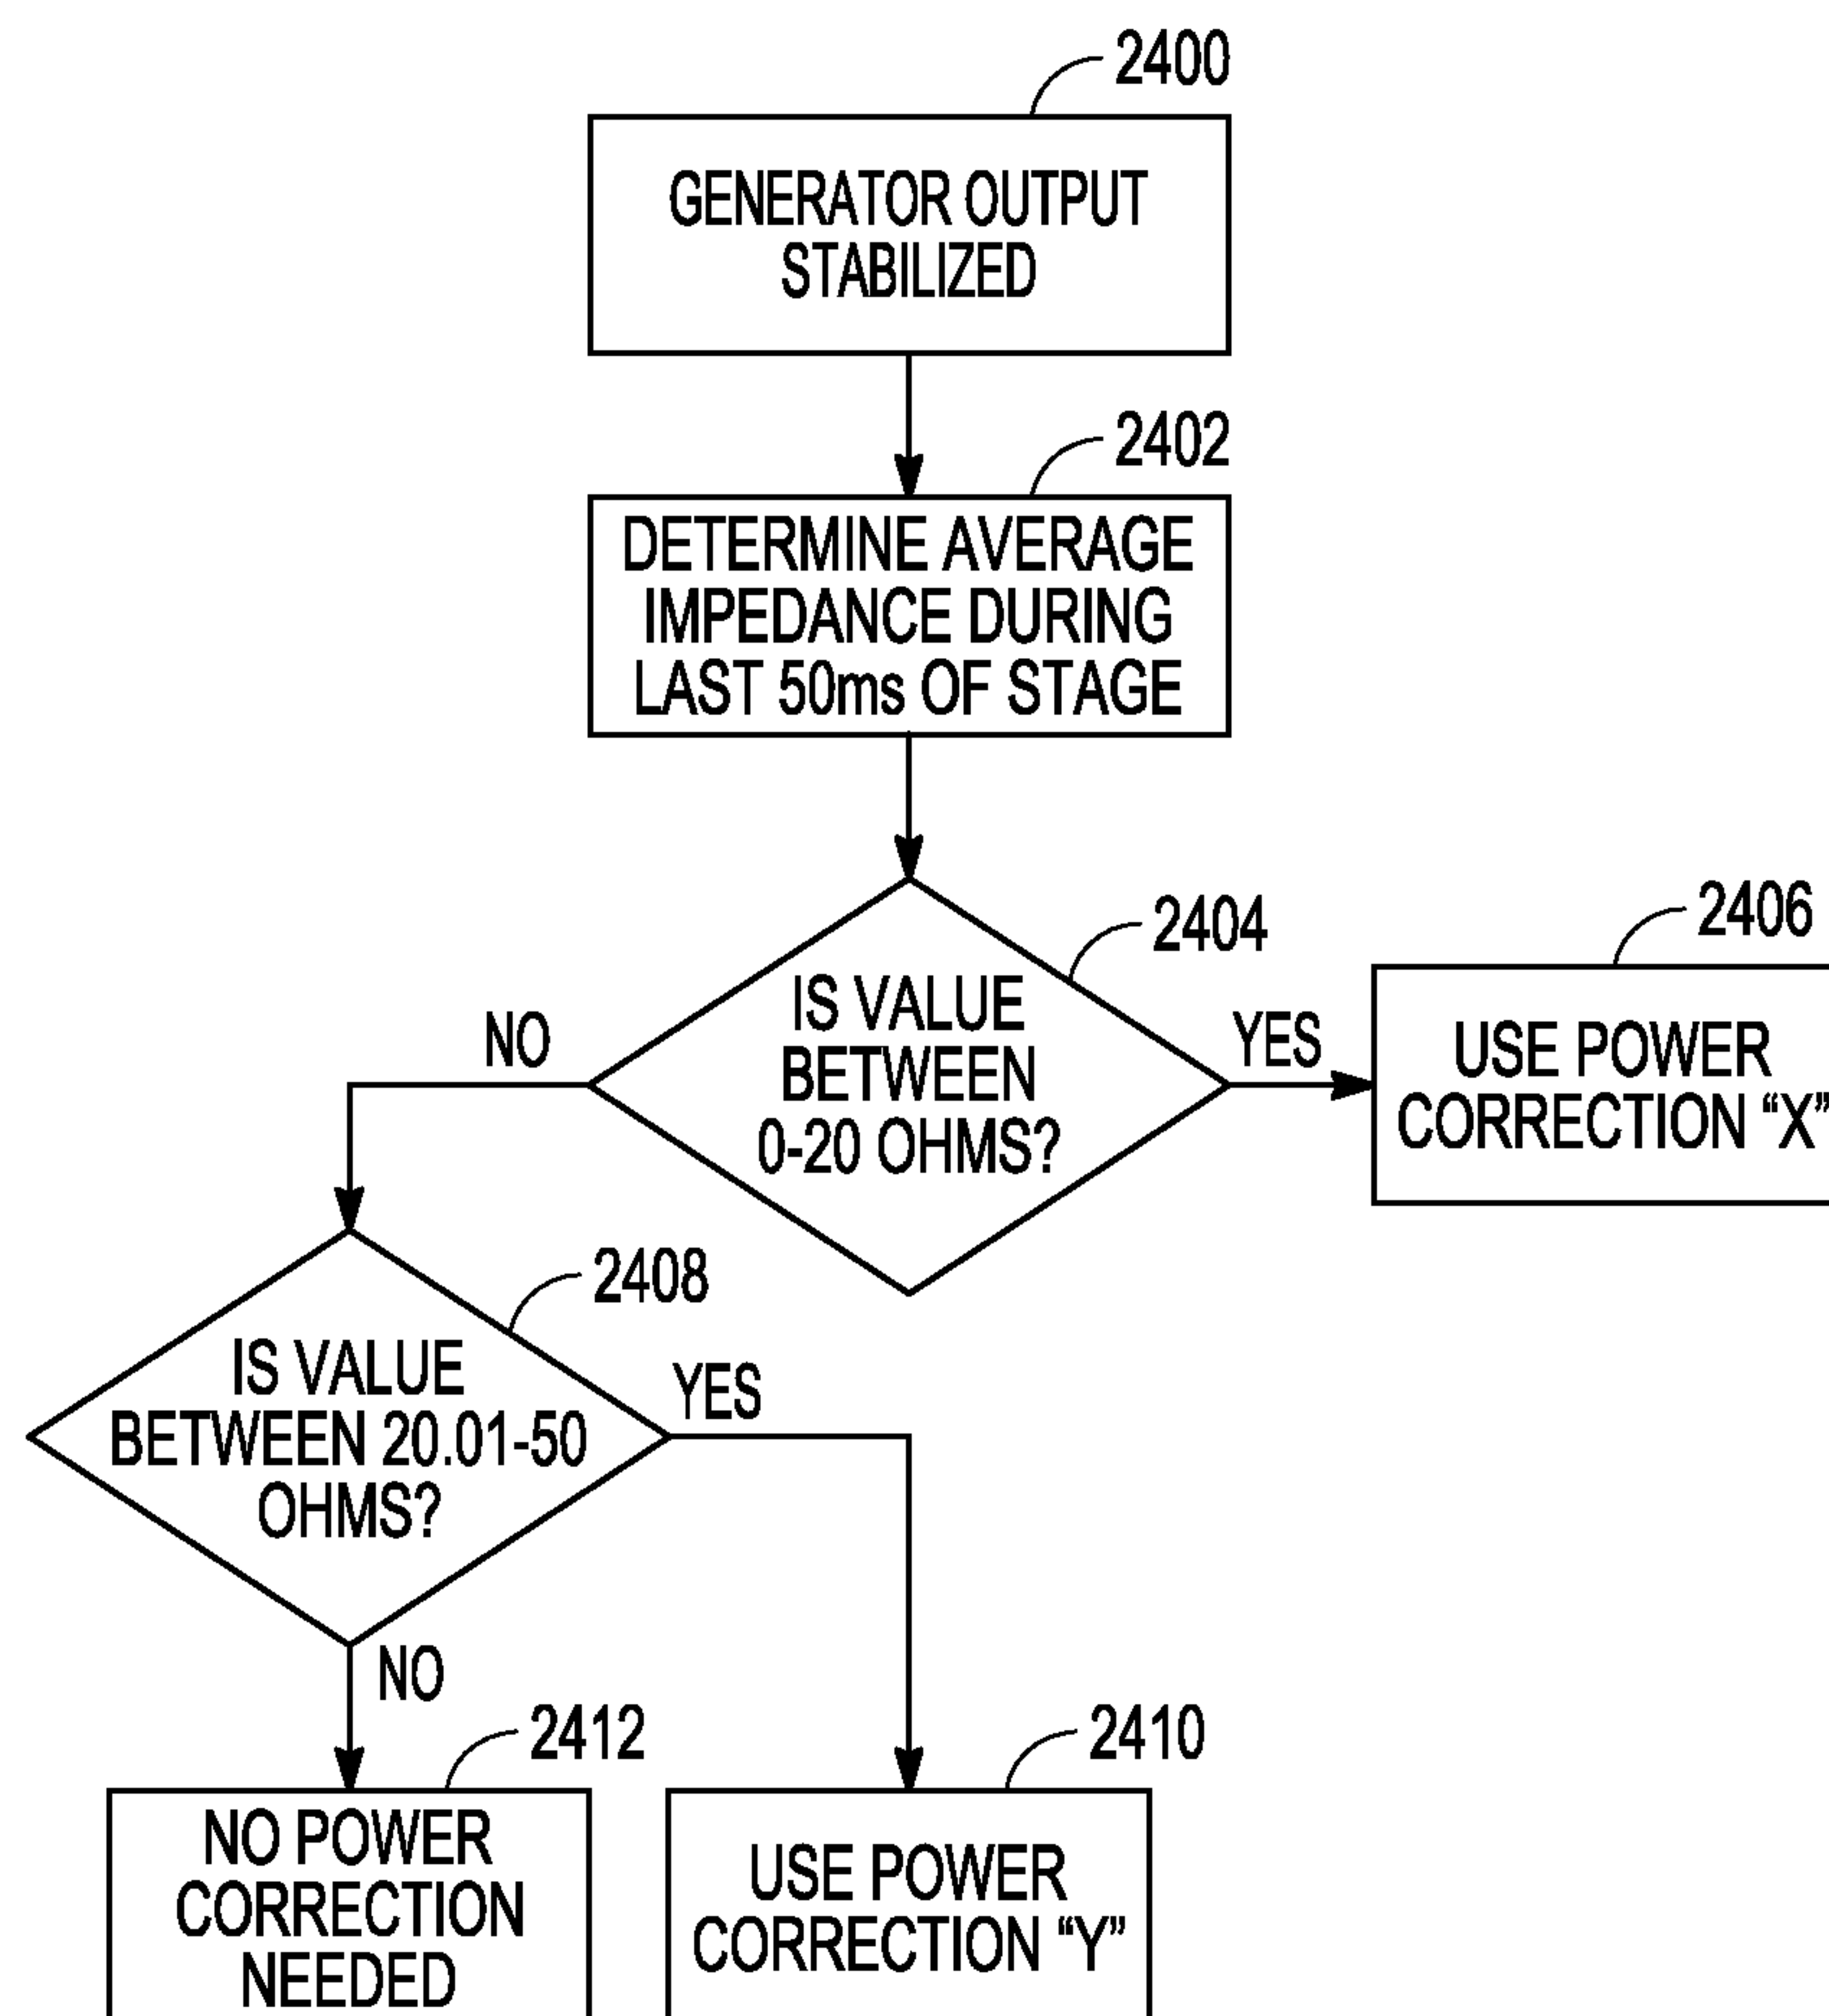 2400
GENERATOR OUTPUT
STABILIZED
2402
DETERMINE AVERAGE
IMPEDANCE DURING
LAST 50ms OF STAGE
2404
IS VALUE
BETWEEN
0-20 OHMS?
NO
YES
2406
USE POWER
CORRECTION “X”
2408
IS VALUE
BETWEEN 20.01-50
OHMS?
YES
NO
2412
NO POWER
CORRECTION
NEEDED
2410
USE POWER
CORRECTION “Y”